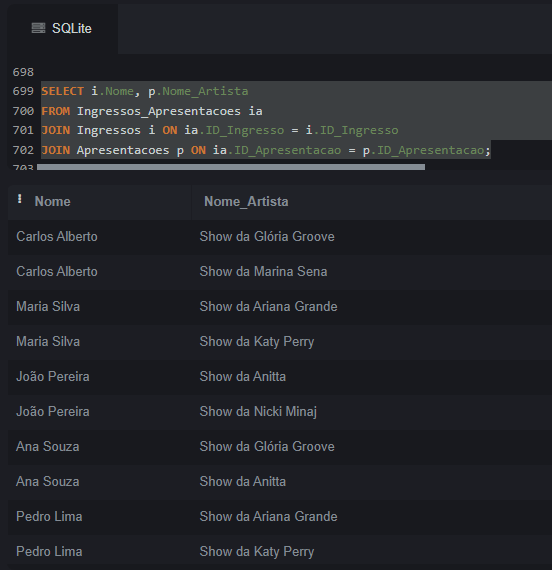 SQLite
698
699 SELECT i.Nome, p.Nome_Artista
700 FROM Ingressos_Apresentacoes ia
701 JOIN Ingressos i ON ia.ID_Ingresso = i.ID_Ingresso
702 JOIN Apresentacoes p ON ia.ID_Apresentacao = p.ID_Apresentacao;
703
Nome Nome_Artista
Carlos Alberto Show da Glória Groove
Carlos Alberto Show da Marina Sena
Maria Silva Show da Ariana Grande
Maria Silva Show da Katy Perry
João Pereira Show da Anitta
João Pereira Show da Nicki Minaj
Ana Souza Show da Glória Groove
Ana Souza Show da Anitta
Pedro Lima Show da Ariana Grande
Pedro Lima Show da Katy Perry